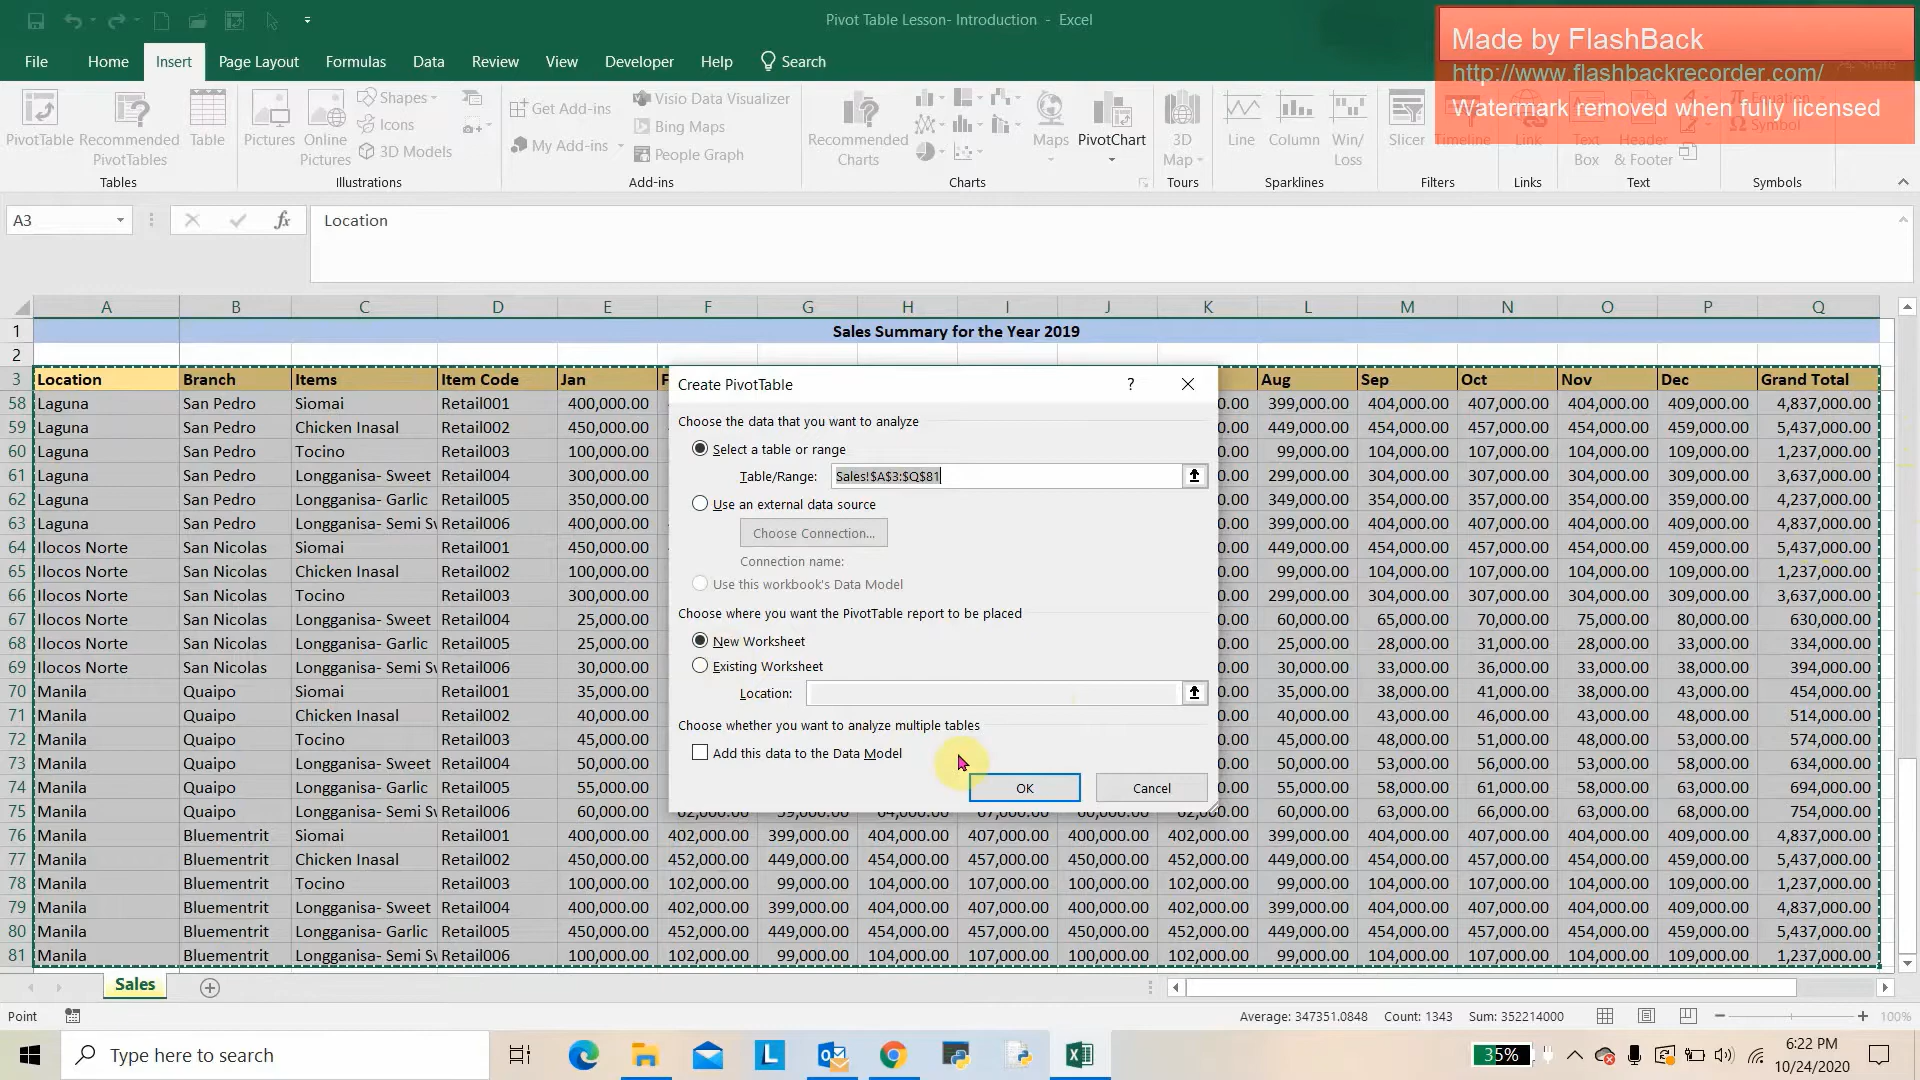 Pivot Table Lesson- Introduction - Excel
Made by FlashBack
http://www.flashbackrecorder.com/
Watermark removed when fully licensed
File Home Insert Page Layout Formulas Data Review View Developer Help Search
PivotTable
Recommended PivotTables
Table
Tables
Pictures
Online Pictures
Shapes
Icons
3D Models
Illustrations
Get Add-ins
My Add-ins
Visio Data Visualizer
Bing Maps
People Graph
Add-ins
Recommended Charts
Maps
PivotChart
Charts
3D Map
Tours
Line
Column
Win/Loss
Sparklines
Slicer
Timeline
Filters
Link
Links
Text Box
Header & Footer
Text
Equation
Symbol
Symbols
A3
fx
Location
A B C D E F G H I J K L M N O P Q
1 Sales Summary for the Year 2019
2
3 Location Branch Items Item Code Jan F Aug Sep Oct Nov Dec Grand Total
58 Laguna San Pedro Siomai Retail001 400,000.00 399,000.00 404,000.00 407,000.00 404,000.00 409,000.00 4,837,000.00
59 Laguna San Pedro Chicken Inasal Retail002 450,000.00 449,000.00 454,000.00 457,000.00 454,000.00 459,000.00 5,437,000.00
60 Laguna San Pedro Tocino Retail003 100,000.00 99,000.00 104,000.00 107,000.00 104,000.00 109,000.00 1,237,000.00
61 Laguna San Pedro Longganisa- Sweet Retail004 300,000.00 299,000.00 304,000.00 307,000.00 304,000.00 309,000.00 3,637,000.00
62 Laguna San Pedro Longganisa- Garlic Retail005 350,000.00 349,000.00 354,000.00 357,000.00 354,000.00 359,000.00 4,237,000.00
63 Laguna San Pedro Longganisa- Semi Sw Retail006 400,000.00 399,000.00 404,000.00 407,000.00 404,000.00 409,000.00 4,837,000.00
64 Ilocos Norte San Nicolas Siomai Retail001 450,000.00 449,000.00 454,000.00 457,000.00 454,000.00 459,000.00 5,437,000.00
65 Ilocos Norte San Nicolas Chicken Inasal Retail002 100,000.00 99,000.00 104,000.00 107,000.00 104,000.00 109,000.00 1,237,000.00
66 Ilocos Norte San Nicolas Tocino Retail003 300,000.00 299,000.00 304,000.00 307,000.00 304,000.00 309,000.00 3,637,000.00
67 Ilocos Norte San Nicolas Longganisa- Sweet Retail004 25,000.00 60,000.00 65,000.00 70,000.00 75,000.00 80,000.00 630,000.00
68 Ilocos Norte San Nicolas Longganisa- Garlic Retail005 25,000.00 25,000.00 28,000.00 31,000.00 28,000.00 33,000.00 334,000.00
69 Ilocos Norte San Nicolas Longganisa- Semi Sw Retail006 30,000.00 30,000.00 33,000.00 36,000.00 33,000.00 38,000.00 394,000.00
70 Manila Quaipo Siomai Retail001 35,000.00 35,000.00 38,000.00 41,000.00 38,000.00 43,000.00 454,000.00
71 Manila Quaipo Chicken Inasal Retail002 40,000.00 40,000.00 43,000.00 46,000.00 43,000.00 48,000.00 514,000.00
72 Manila Quaipo Tocino Retail003 45,000.00 45,000.00 48,000.00 51,000.00 48,000.00 53,000.00 574,000.00
73 Manila Quaipo Longganisa- Sweet Retail004 50,000.00 50,000.00 53,000.00 56,000.00 53,000.00 58,000.00 634,000.00
74 Manila Quaipo Longganisa- Garlic Retail005 55,000.00 55,000.00 58,000.00 61,000.00 58,000.00 63,000.00 694,000.00
75 Manila Quaipo Longganisa- Semi Sw Retail006 60,000.00 62,000.00 59,000.00 64,000.00 67,000.00 60,000.00 62,000.00 60,000.00 63,000.00 66,000.00 63,000.00 68,000.00 754,000.00
76 Manila Bluementrit Siomai Retail001 400,000.00 402,000.00 399,000.00 404,000.00 407,000.00 400,000.00 402,000.00 399,000.00 404,000.00 407,000.00 404,000.00 409,000.00 4,837,000.00
77 Manila Bluementrit Chicken Inasal Retail002 450,000.00 452,000.00 449,000.00 454,000.00 457,000.00 450,000.00 452,000.00 449,000.00 454,000.00 457,000.00 454,000.00 459,000.00 5,437,000.00
78 Manila Bluementrit Tocino Retail003 100,000.00 102,000.00 99,000.00 104,000.00 107,000.00 100,000.00 102,000.00 99,000.00 104,000.00 107,000.00 104,000.00 109,000.00 1,237,000.00
79 Manila Bluementrit Longganisa- Sweet Retail004 400,000.00 402,000.00 399,000.00 404,000.00 407,000.00 400,000.00 402,000.00 399,000.00 404,000.00 407,000.00 404,000.00 409,000.00 4,837,000.00
80 Manila Bluementrit Longganisa- Garlic Retail005 450,000.00 452,000.00 449,000.00 454,000.00 457,000.00 450,000.00 452,000.00 449,000.00 454,000.00 457,000.00 454,000.00 459,000.00 5,437,000.00
81 Manila Bluementrit Longganisa- Semi Sw Retail006 100,000.00 102,000.00 99,000.00 104,000.00 107,000.00 100,000.00 102,000.00 99,000.00 104,000.00 107,000.00 104,000.00 109,000.00 1,237,000.00
Create PivotTable ?
Choose the data that you want to analyze
Select a table or range
Table/Range: Sales!$A$3:$Q$81
Use an external data source
Choose Connection...
Connection name:
Use this workbook's Data Model
Choose where you want the PivotTable report to be placed
New Worksheet
Existing Worksheet
Location:
Choose whether you want to analyze multiple tables
Add this data to the Data Model
OK Cancel
Sales
Point
Average: 347351.0848 Count: 1343 Sum: 352214000
100%
Type here to search
35%
6:22 PM
10/24/2020